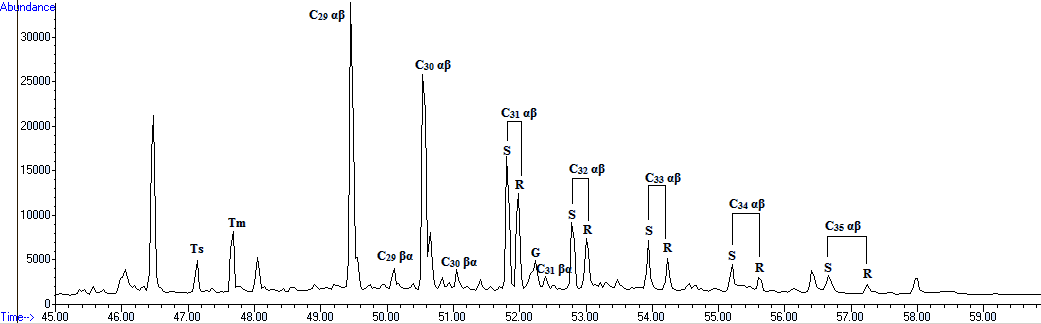 Abundance
C29 αβ
30000
C30 αβ
25000
20000
C31 αβ
15000
S
R
C32 αβ
C33 αβ
10000
S
R
S
R
C34 αβ
C35 αβ
Ts
Tm
C29 βα
C30 βα
G
C31 βα
S
R
S
R
5000
0
Time-->
45.00 46.00 47.00 48.00 49.00 50.00 51.00 52.00 53.00 54.00 55.00 56.00 57.00 58.00 59.00